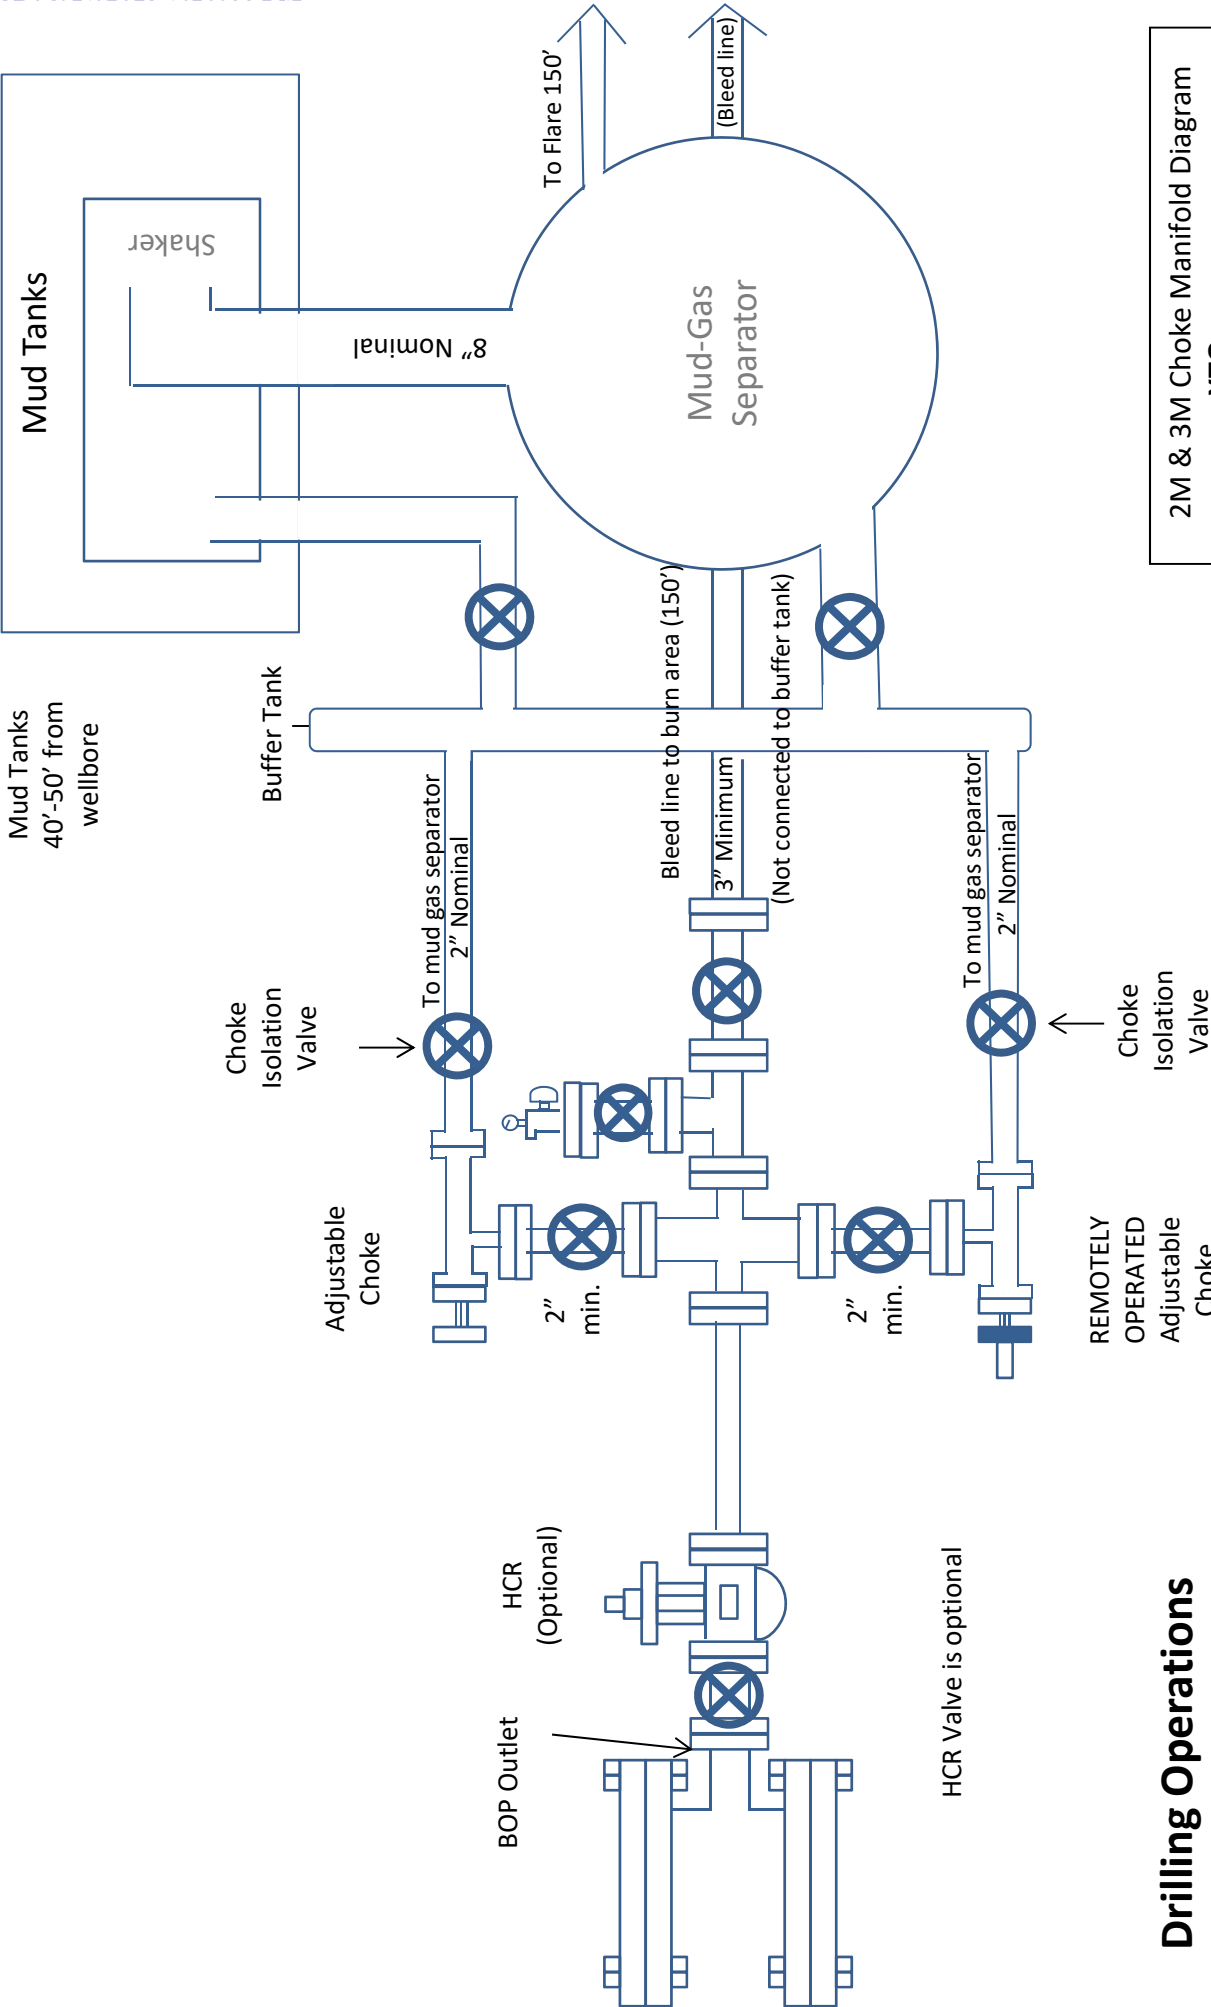 Mud Tanks
Shaker
8” Nominal
To Flare 150’
(Bleed line)
Mud-Gas
Separator
Mud Tanks
40’-50’ from
wellbore
Buffer Tank
Bleed line to burn area (150’)
3” Minimum
(Not connected to buffer tank)
To mud gas separator
2” Nominal
To mud gas separator
2” Nominal
Choke
Isolation
Valve
Choke
Isolation
Valve
Adjustable
Choke
2”
min.
2”
min.
REMOTELY
OPERATED
Adjustable
Choke
HCR
(Optional)
BOP Outlet
HCR Valve is optional
Drilling Operations
2M & 3M Choke Manifold Diagram